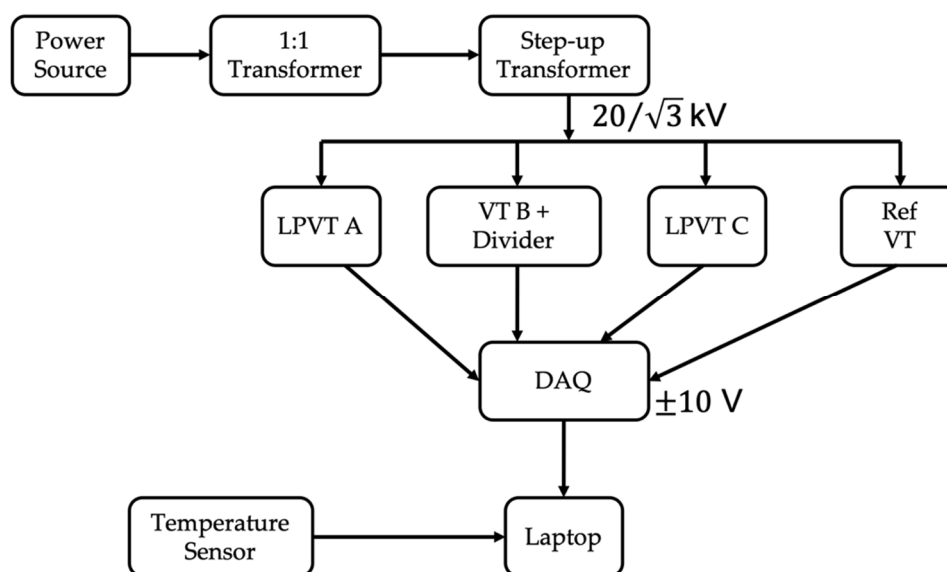 Power
Source
1:1
Transformer
Step-up
Transformer
20/√3 kV
LPVT A
VT B +
Divider
LPVT C
Ref
VT
DAQ
±10 V
Temperature
Sensor
Laptop